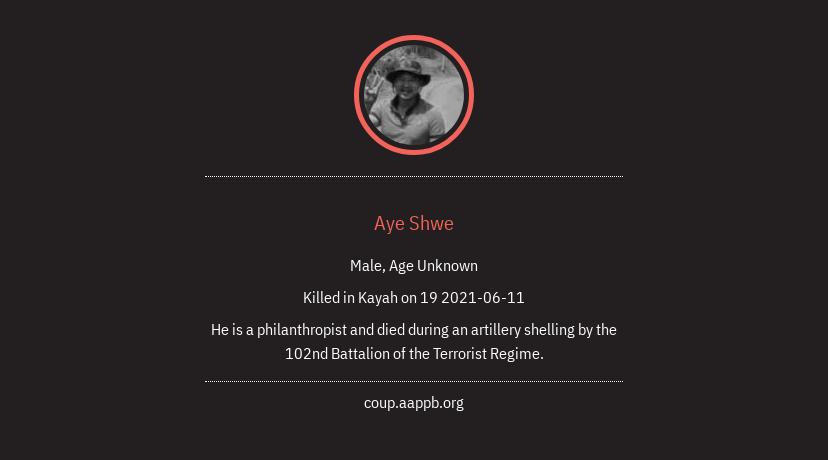 Aye Shwe
Male, Age Unknown
Killed in Kayah on 19 2021-06-11
He is a philanthropist and died during an artillery shelling by the
102nd Battalion of the Terrorist Regime.
coup.aappb.org